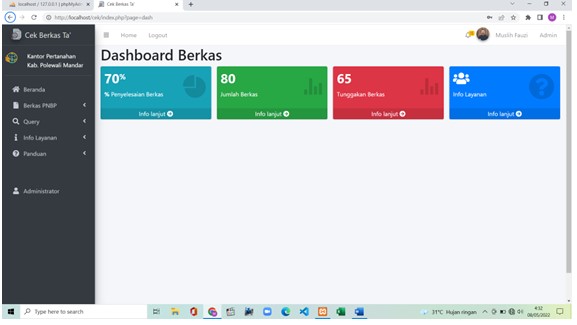 localhost / 127.0.0.1 | phpMyAd
Cek Berkas Ta'
http://localhost/cek/index.php?page=dash
M
Cek Berkas Ta'
Home
Logout
Muslih Fauzi
Admin
Kantor Pertanahan
Kab. Polewali Mandar
Dashboard Berkas
70%
% Penyelesaian Berkas
Info lanjut
80
Jumlah Berkas
Info lanjut
65
Tunggakan Berkas
Info lanjut
Info Layanan
Info lanjut
Beranda
Berkas PNBP
Query
Info Layanan
Panduan
Administrator
Type here to search
31°C Hujan ringan
4:32
08/05/2022